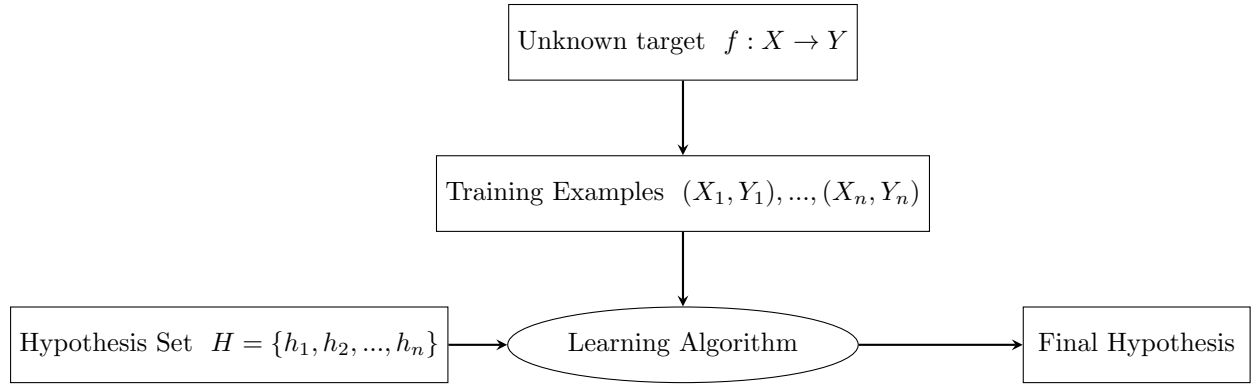 Unknown target f : X → Y
Training Examples (X₁, Y₁), ..., (Xₙ, Yₙ)
Hypothesis Set H = {h₁, h₂, ..., hₙ}
Learning Algorithm
Final Hypothesis